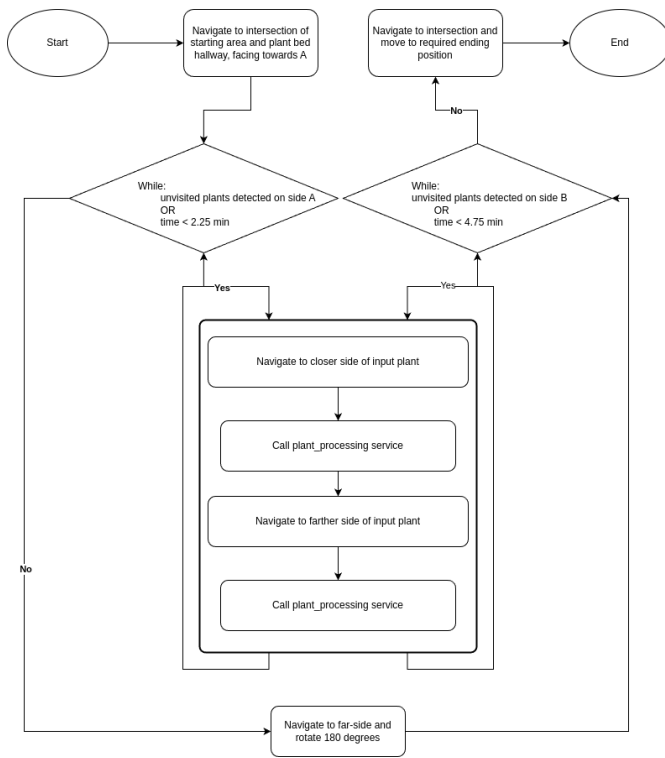 Start
Navigate to intersection of
starting area and plant bed
hallway, facing towards A
Navigate to intersection and
move to required ending
position
End
No
While:
unvisited plants detected on side A
OR
time < 2.25 min
While:
unvisited plants detected on side B
OR
time < 4.75 min
Yes
Yes
Navigate to closer side of input plant
Call plant_processing service
Navigate to farther side of input plant
Call plant_processing service
No
Navigate to far-side and
rotate 180 degrees